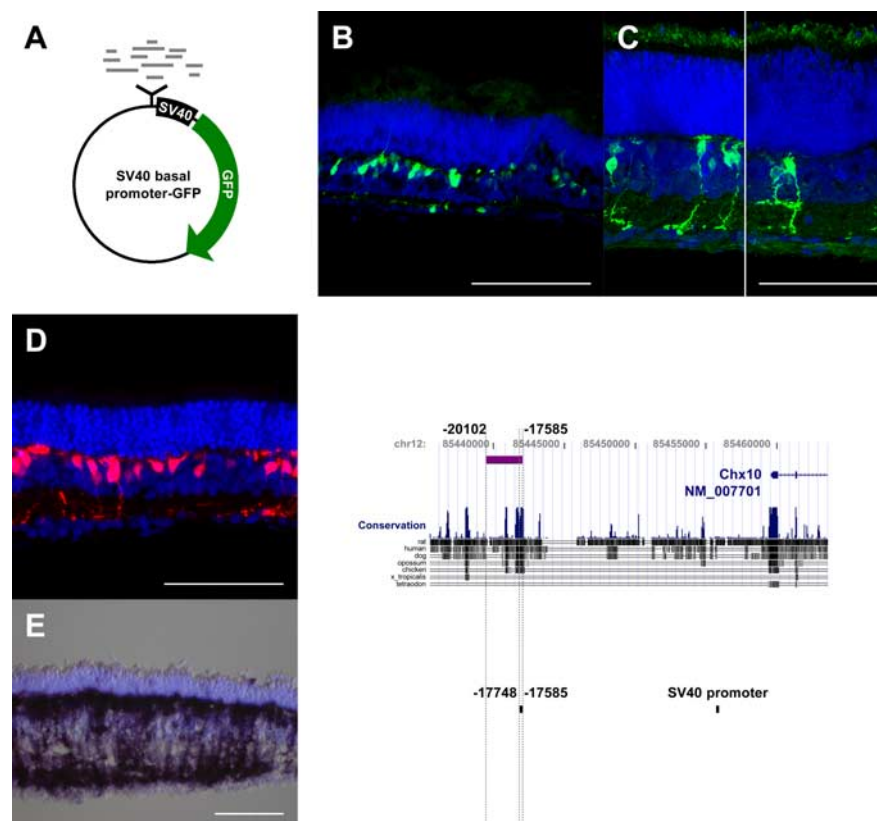 A
SV40
GFP
SV40 basal
promoter-GFP
B
C
D
E
-20102
-17585
chr12:
85440000
85445000
85450000
85455000
85460000
Chx10
NM_007701
Conservation
rat
human
dog
opossum
chicken
x_tropicalis
tetraodon
-17748
-17585
SV40 promoter